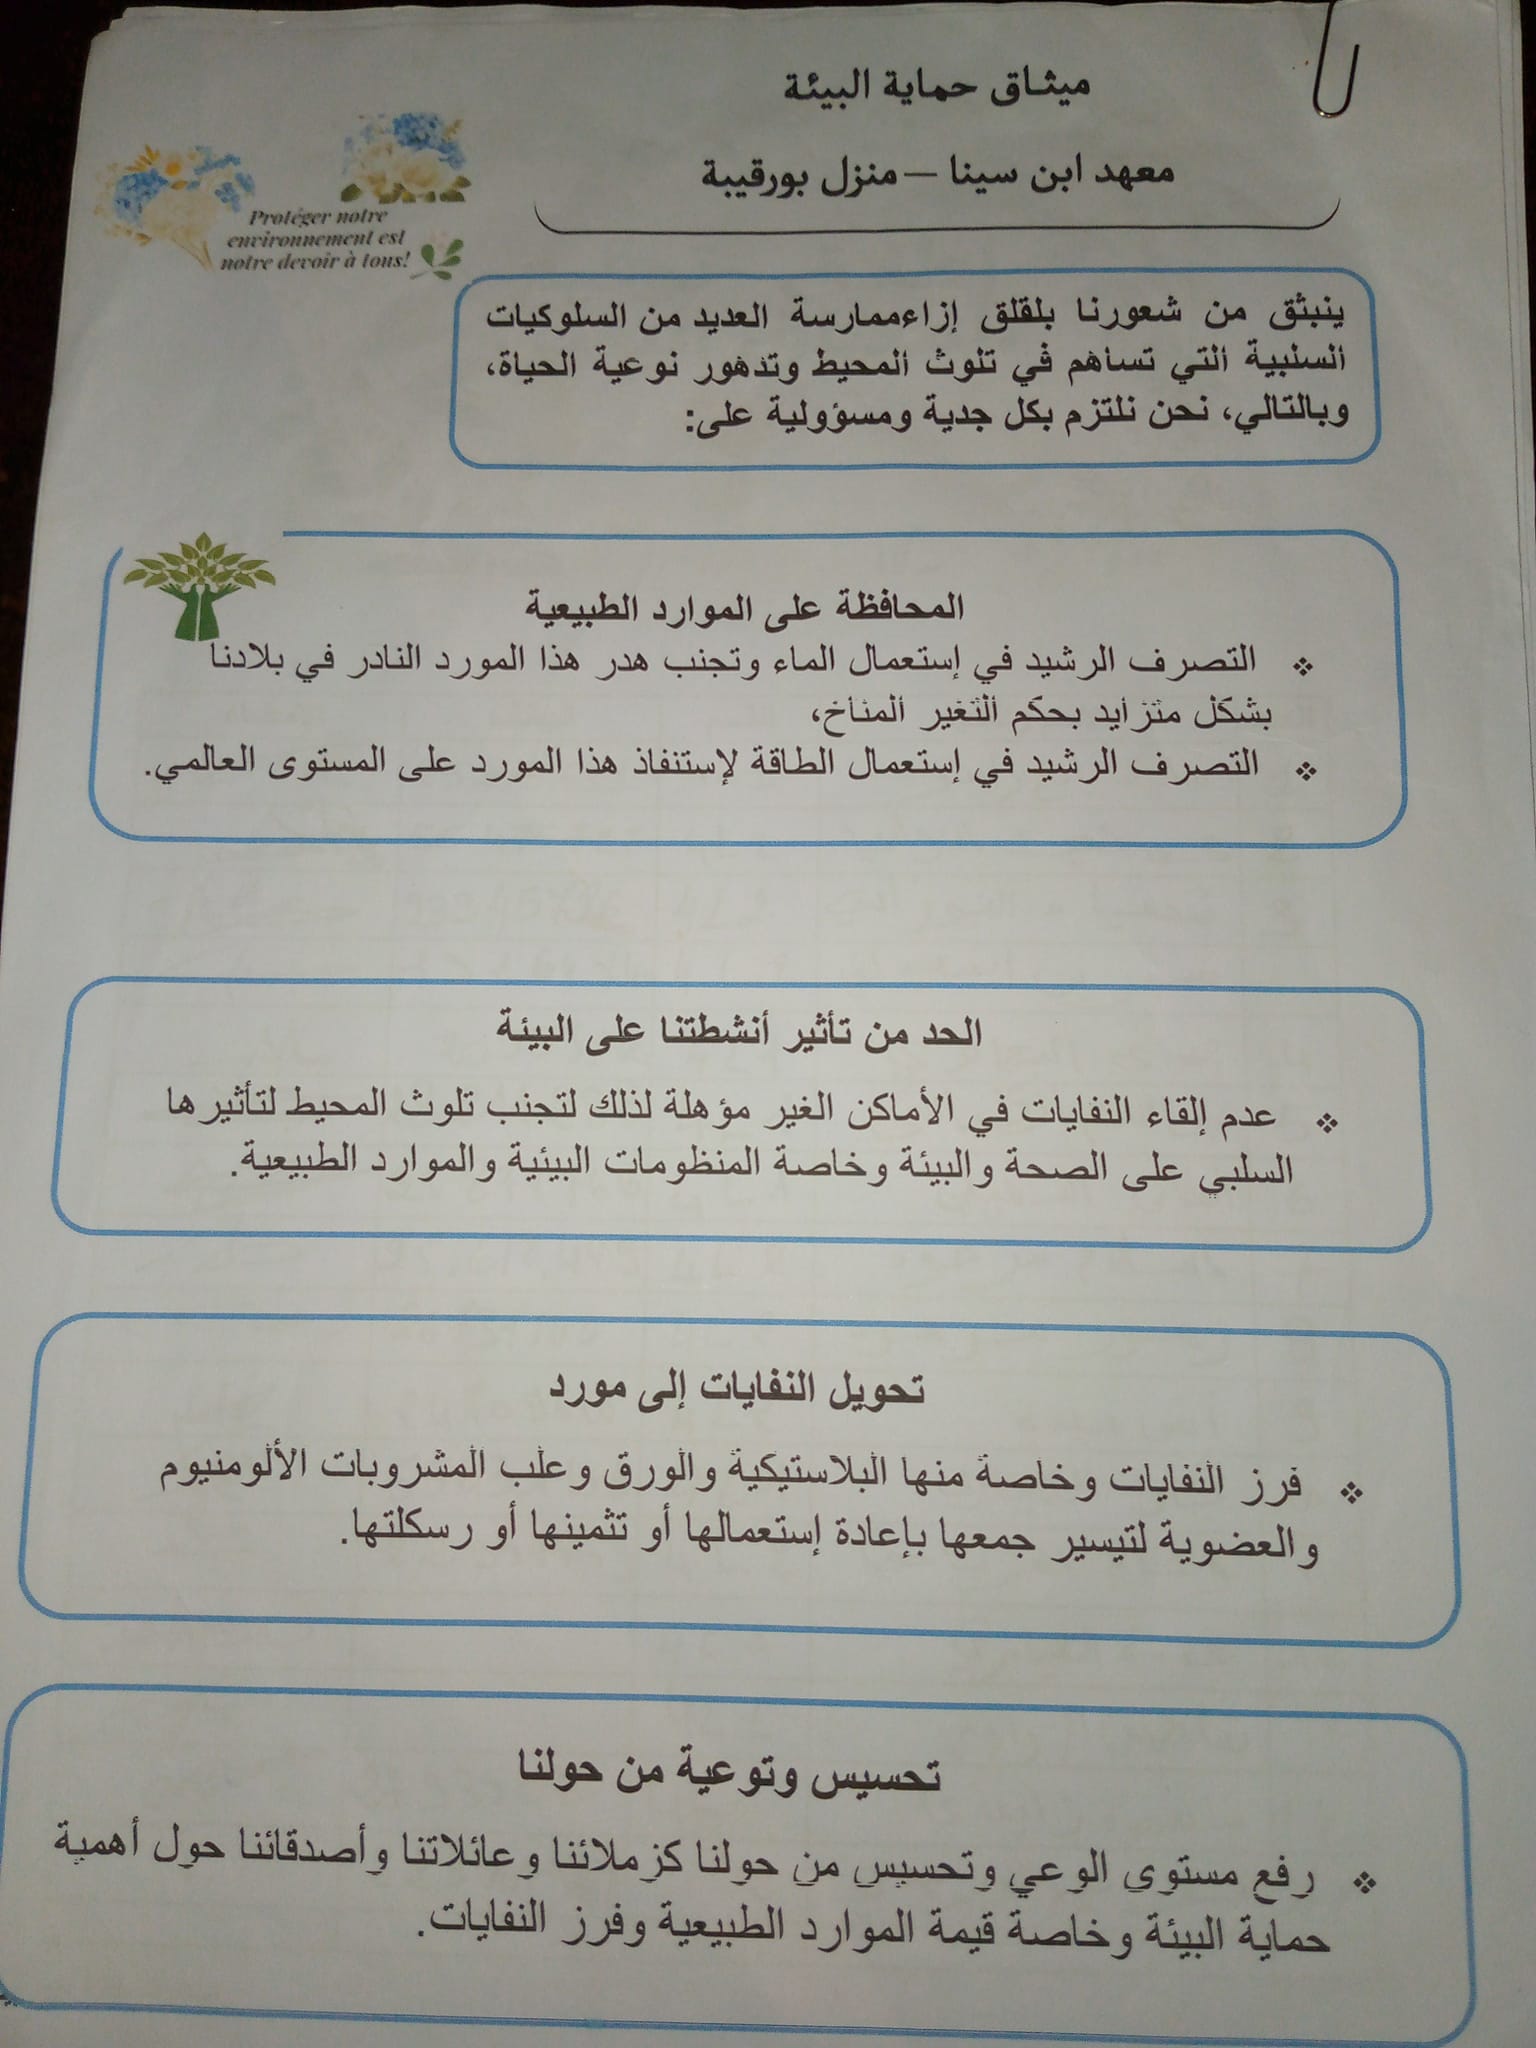 ميثاق حماية البيئة
معهد ابن سينا – منزل بورقيبة
Protéger notre
environnement est
notre devoir à tous!
ينبثق من شعورنا بلقلق إزاءممارسة العديد من السلوكيات
السلبية التي تساهم في تلوث المحيط وتدهور نوعية الحياة،
وبالتالي، نحن نلتزم بكل جدية ومسؤولية على:
المحافظة على الموارد الطبيعية
❖ التصرف الرشيد في إستعمال الماء وتجنب هدر هذا المورد النادر في بلادنا
بشكل متزايد بحكم التغير المناخ،
❖ التصرف الرشيد في إستعمال الطاقة لإستنفاذ هذا المورد على المستوى العالمي.
الحد من تأثير أنشطتنا على البيئة
❖ عدم إلقاء النفايات في الأماكن الغير مؤهلة لذلك لتجنب تلوث المحيط لتأثيرها
السلبي على الصحة والبيئة وخاصة المنظومات البيئية والموارد الطبيعية.
تحويل النفايات إلى مورد
❖ فرز النفايات وخاصة منها البلاستيكية والورق وعلب المشروبات الألومنيوم
والعضوية لتيسير جمعها بإعادة إستعمالها أو تثمينها أو رسكلتها.
تحسيس وتوعية من حولنا
❖ رفع مستوى الوعي وتحسيس من حولنا كزملائنا وعائلاتنا وأصدقائنا حول أهمية
حماية البيئة وخاصة قيمة الموارد الطبيعية وفرز النفايات.